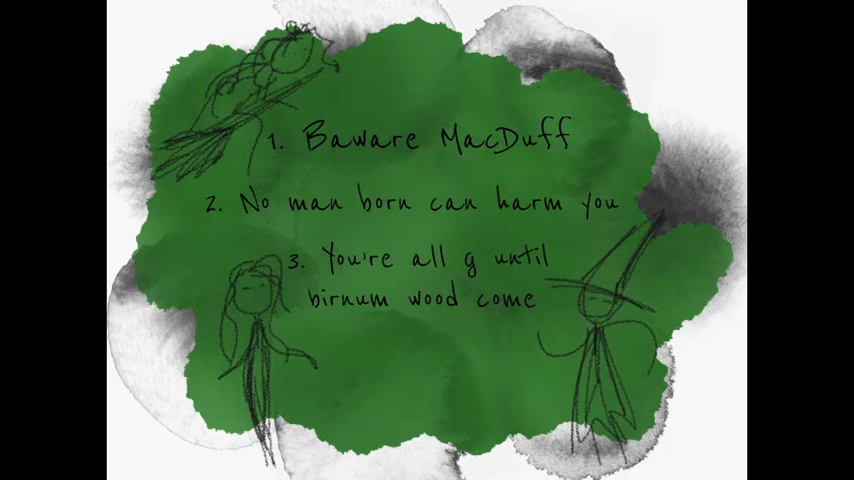 1. Baware MacDuff
2. No man born can harm you
3. You're all g until
birnum wood come